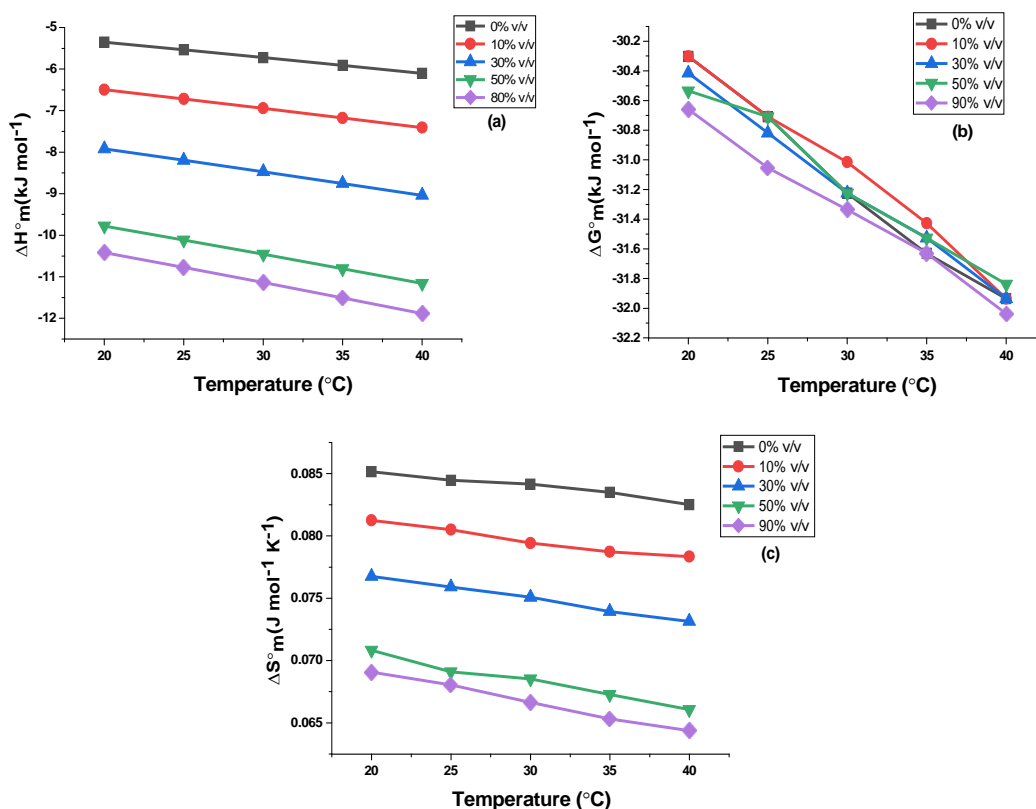 -5
-6
-7
-8
-9
-10
-11
-12
ΔH°m(kJ mol⁻¹)
20 25 30 35 40
Temperature (°C)
0% v/v
10% v/v
30% v/v
50% v/v
80% v/v
(a)
-30.2
-30.4
-30.6
-30.8
-31.0
-31.2
-31.4
-31.6
-31.8
-32.0
-32.2
ΔG°m(kJ mol⁻¹)
20 25 30 35 40
Temperature (°C)
0% v/v
10% v/v
30% v/v
50% v/v
90% v/v
(b)
0.085
0.080
0.075
0.070
0.065
ΔS°m(J mol⁻¹ K⁻¹)
20 25 30 35 40
Temperature (°C)
0% v/v
10% v/v
30% v/v
50% v/v
90% v/v
(c)